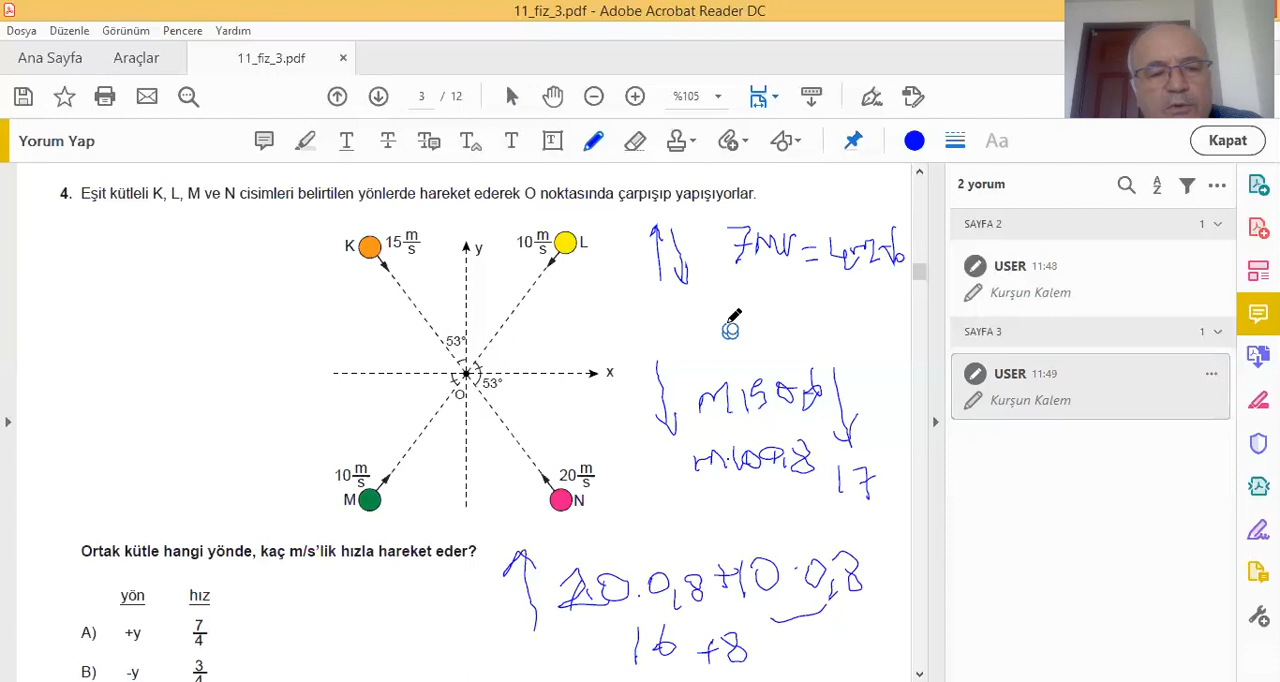 11_fiz_3.pdf - Adobe Acrobat Reader DC
Dosya Düzenle Görünüm Pencere Yardım
Ana Sayfa Araçlar 11_fiz_3.pdf ×
3 / 12 %105
Yorum Yap Kapat
2 yorum
SAYFA 2 1
USER 11:48
Kurşun Kalem
SAYFA 3 1
USER 11:49
Kurşun Kalem
4. Eşit kütleli K, L, M ve N cisimleri belirtilen yönlerde hareket ederek O noktasında çarpışıp yapışıyorlar.
K 15 m/s
10 m/s L
y
53°
x
53°
O
10 m/s
M
20 m/s
N
17
20.0,8+10.0,8
16 +8
Ortak kütle hangi yönde, kaç m/s'lik hızla hareket eder?
yön hız
A) +y 7/4
B) -y 3/4